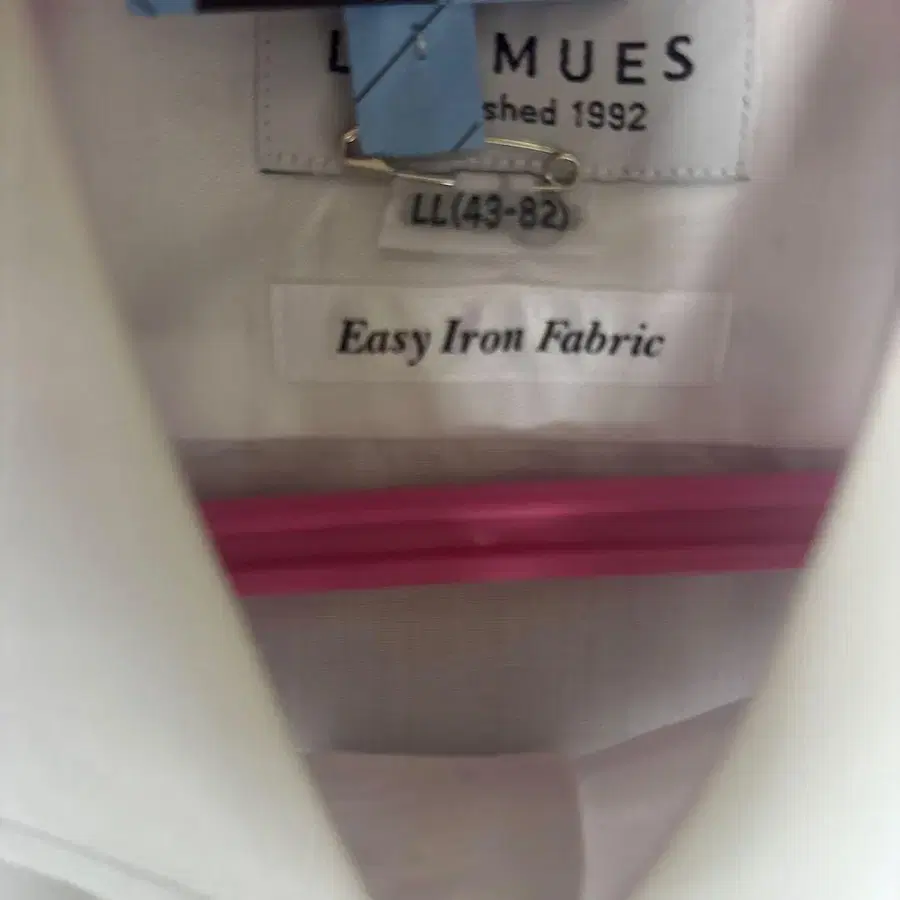 MUES
shed 1992
LL(43-82)
Easy Iron Fabric